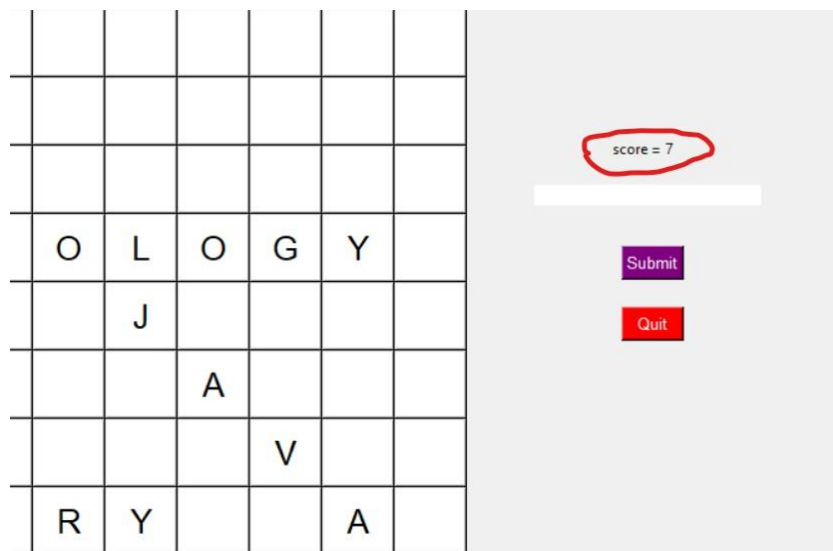 score = 7
O L O G Y
Submit
J
Quit
A
V
R Y A